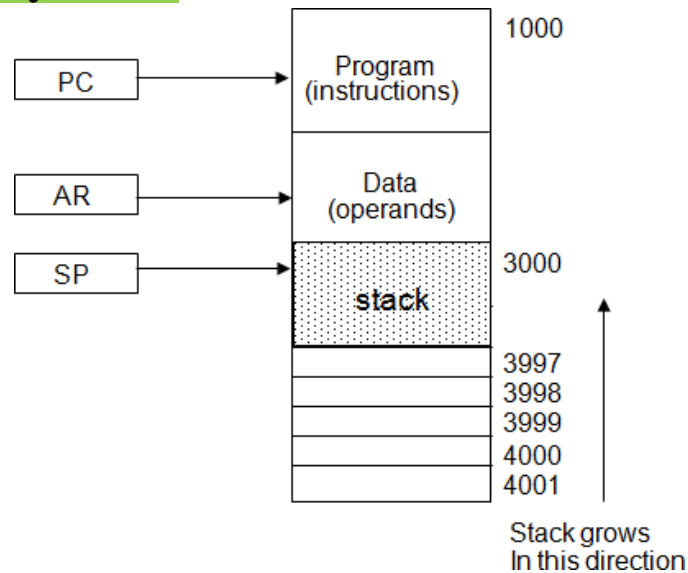 1000
Program
(instructions)
PC
Data
(operands)
AR
SP
3000
stack
3997
3998
3999
4000
4001
Stack grows
In this direction